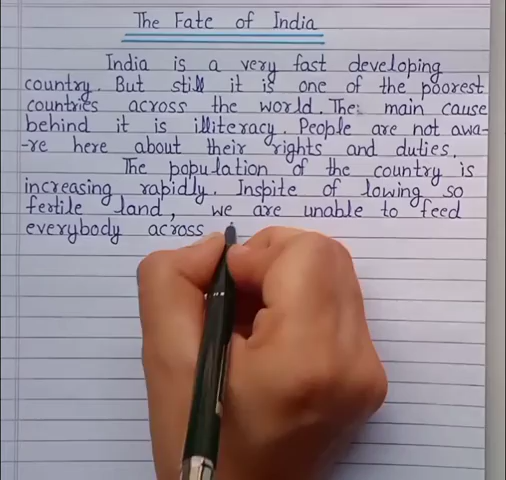 The Fate of India
India is a very fast developing
country. But still it is one of the poorest
countries across the world. The main cause
behind it is illiteracy. People are not awa-
-re here about their rights and duties.
The population of the country is
increasing rapidly. Inspite of lowing so
fertile land, we are unable to feed
everybody across